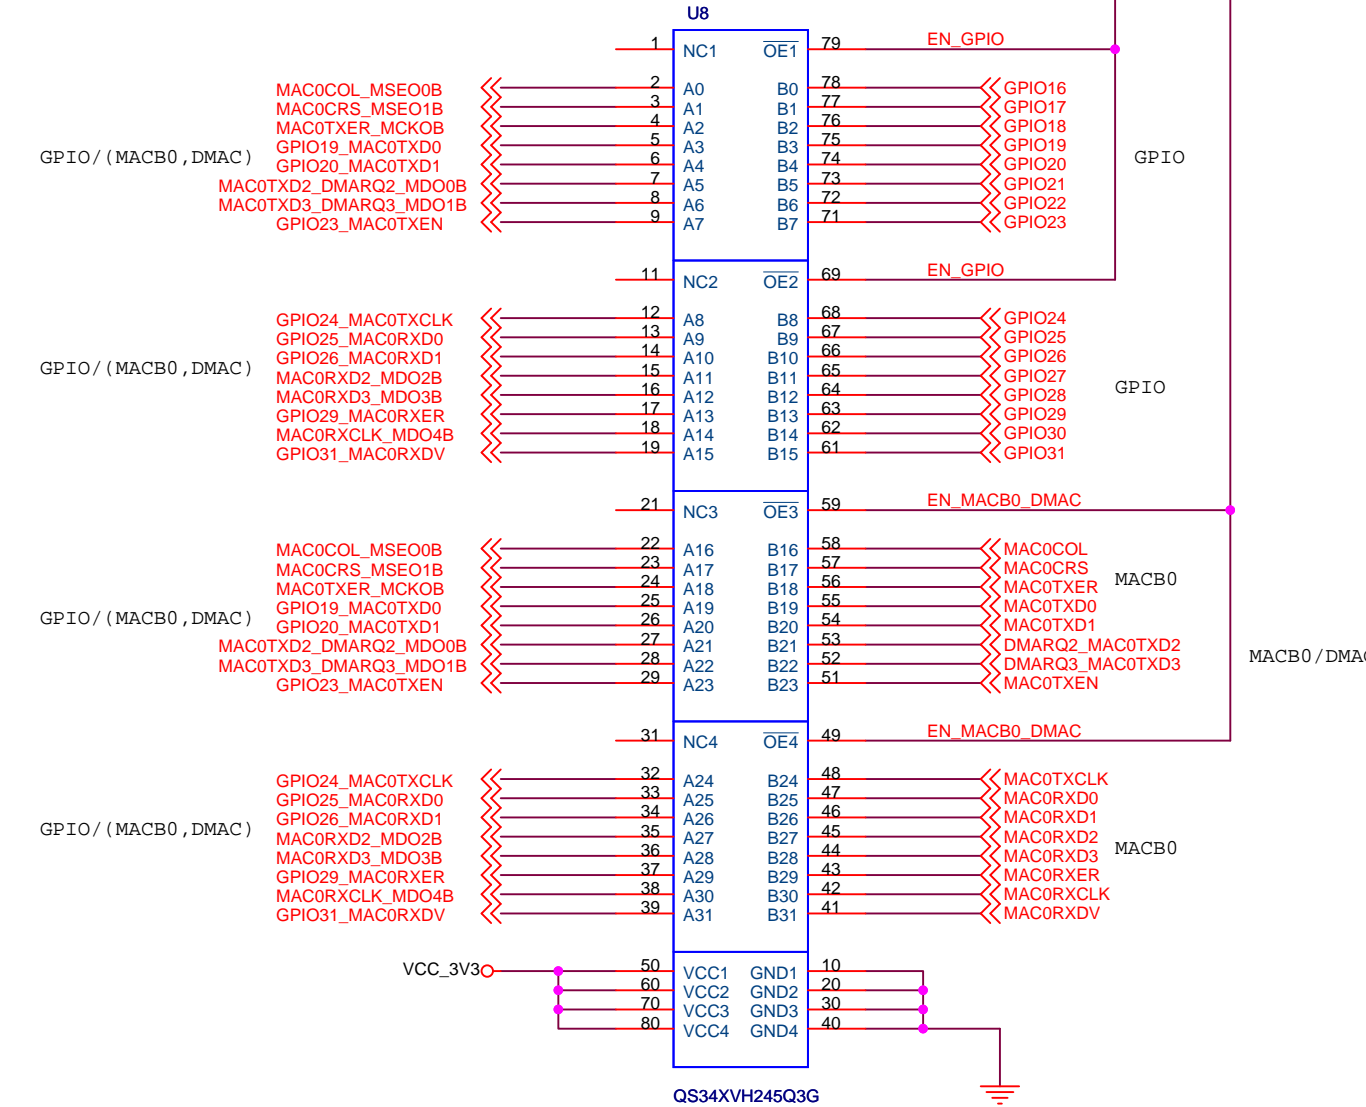 U8
1 NC1 OE1 79 EN_GPIO
MAC0COL_MSEO0B 2 A0 B0 78 GPIO16
MAC0CRS_MSEO1B 3 A1 B1 77 GPIO17
MAC0TXER_MCKOB 4 A2 B2 76 GPIO18
GPIO19_MAC0TXD0 5 A3 B3 75 GPIO19
GPIO/(MACB0,DMAC) GPIO
GPIO20_MAC0TXD1 6 A4 B4 74 GPIO20
MAC0TXD2_DMARQ2_MDO0B 7 A5 B5 73 GPIO21
MAC0TXD3_DMARQ3_MDO1B 8 A6 B6 72 GPIO22
GPIO23_MAC0TXEN 9 A7 B7 71 GPIO23
11 NC2 OE2 69 EN_GPIO
GPIO24_MAC0TXCLK 12 A8 B8 68 GPIO24
GPIO25_MAC0RXD0 13 A9 B9 67 GPIO25
GPIO26_MAC0RXD1 14 A10 B10 66 GPIO26
GPIO/(MACB0,DMAC)
MAC0RXD2_MDO2B 15 A11 B11 65 GPIO27
MAC0RXD3_MDO3B 16 A12 B12 64 GPIO28 GPIO
GPIO29_MAC0RXER 17 A13 B13 63 GPIO29
MAC0RXCLK_MDO4B 18 A14 B14 62 GPIO30
GPIO31_MAC0RXDV 19 A15 B15 61 GPIO31
21 NC3 OE3 59 EN_MACB0_DMAC
MAC0COL_MSEO0B 22 A16 B16 58 MAC0COL
MAC0CRS_MSEO1B 23 A17 B17 57 MAC0CRS MACB0
MAC0TXER_MCKOB 24 A18 B18 56 MAC0TXER
GPIO19_MAC0TXD0 25 A19 B19 55 MAC0TXD0
GPIO/(MACB0,DMAC) GPIO20_MAC0TXD1 26 A20 B20 54 MAC0TXD1
MAC0TXD2_DMARQ2_MDO0B 27 A21 B21 53 DMARQ2_MAC0TXD2
MAC0TXD3_DMARQ3_MDO1B 28 A22 B22 52 DMARQ3_MAC0TXD3 MACB0/DMA
GPIO23_MAC0TXEN 29 A23 B23 51 MAC0TXEN
31 NC4 OE4 49 EN_MACB0_DMAC
GPIO24_MAC0TXCLK 32 A24 B24 48 MAC0TXCLK
GPIO25_MAC0RXD0 33 A25 B25 47 MAC0RXD0
GPIO26_MAC0RXD1 34 A26 B26 46 MAC0RXD1
GPIO/(MACB0,DMAC) MAC0RXD2_MDO2B 35 A27 B27 45 MAC0RXD2
MAC0RXD3_MDO3B 36 A28 B28 44 MAC0RXD3 MACB0
GPIO29_MAC0RXER 37 A29 B29 43 MAC0RXER
MAC0RXCLK_MDO4B 38 A30 B30 42 MAC0RXCLK
GPIO31_MAC0RXDV 39 A31 B31 41 MAC0RXDV
VCC_3V3 50 VCC1 GND1 10
60 VCC2 GND2 20
70 VCC3 GND3 30
80 VCC4 GND4 40
QS34XVH245Q3G